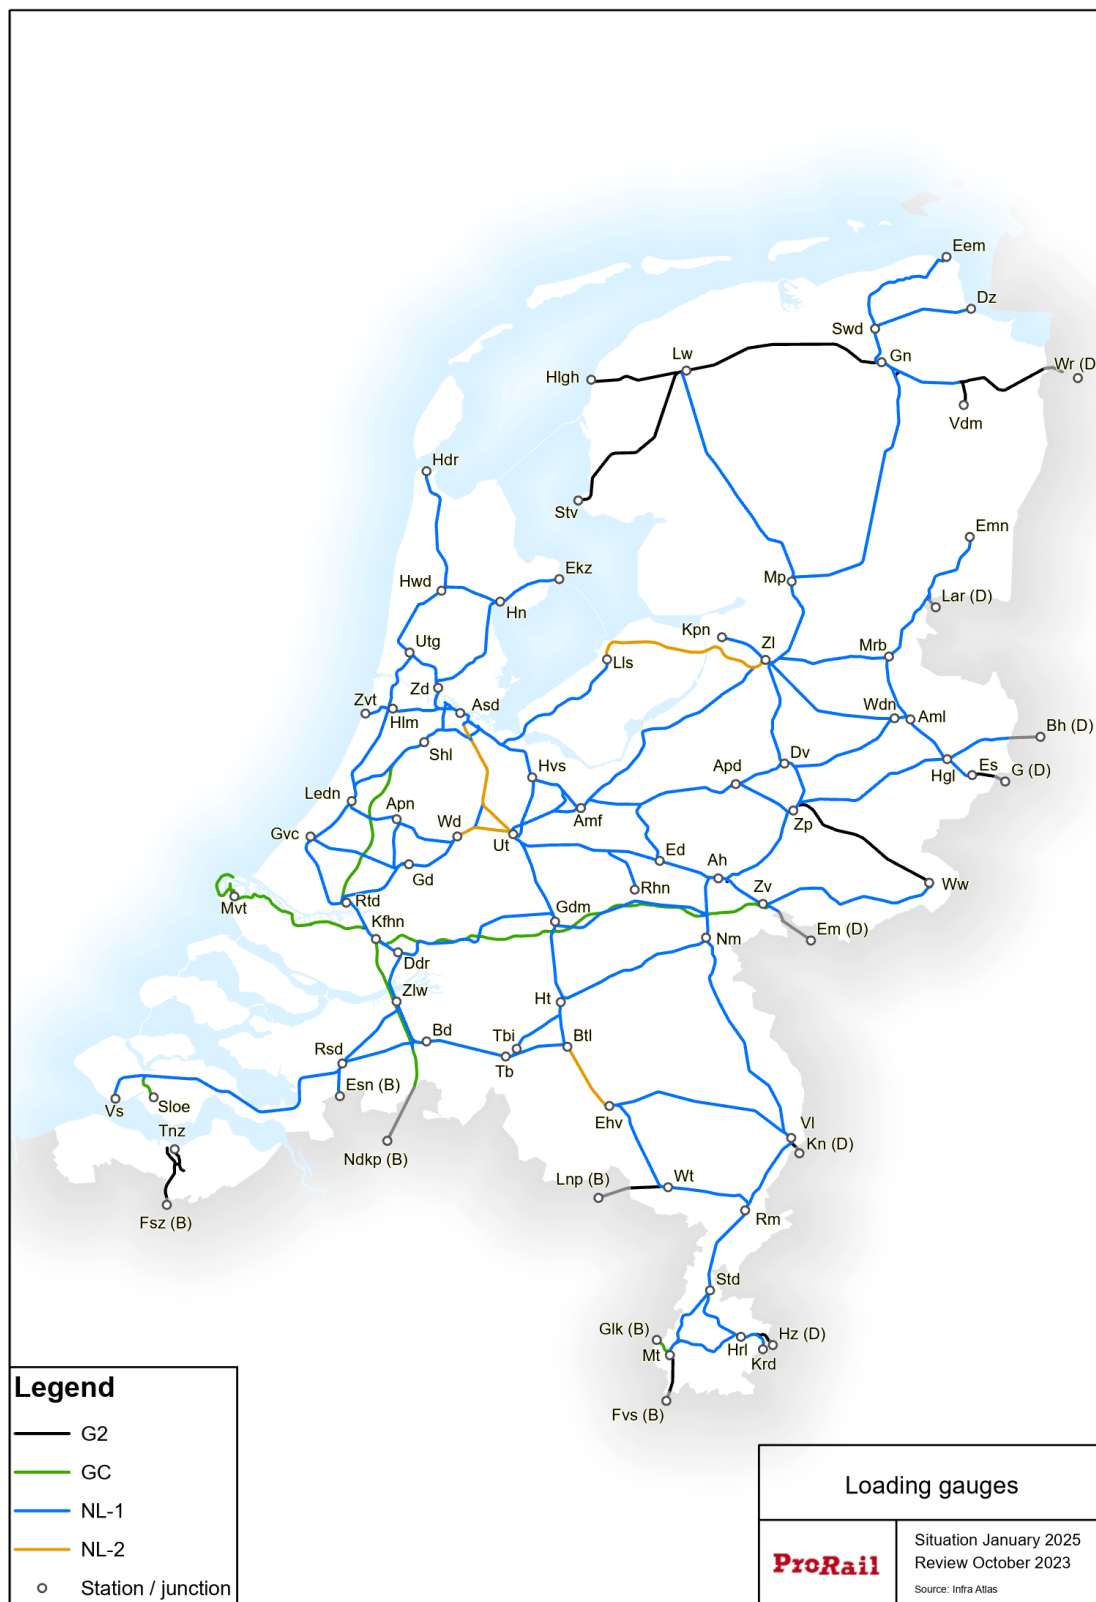 Eem
Dz
Swd
Gn
Lw
Hlgh
Wr (D
Vdm
Hdr
Stv
Emn
Ekz
Hwd
Mp
Hn
Lar (D)
Kpn
Zl
Utg
Mrb
Lls
Zd
Zvt
Asd
Wdn
Aml
Hlm
Bh (D)
Shl
Hvs
Dv
Apd
Es
Hgl
G (D)
Ledn
Apn
Amf
Zp
Gvc
Wd
Ut
Ed
Ah
Gd
Rhn
Zv
Ww
Mvt
Rtd
Gdm
Kfhn
Em (D)
Nm
Ddr
Zlw
Ht
Bd
Tbi
Btl
Rsd
Tb
Esn (B)
Vs
Sloe
Ehv
Tnz
Vl
Kn (D)
Ndkp (B)
Lnp (B)
Wt
Fsz (B)
Rm
Std
Glk (B)
Hz (D)
Mt
Hrl
Krd
Fvs (B)
Legend
G2
GC
NL-1
NL-2
Station / junction
Loading gauges
ProRail
Situation January 2025
Review October 2023
Source: Infra Atlas